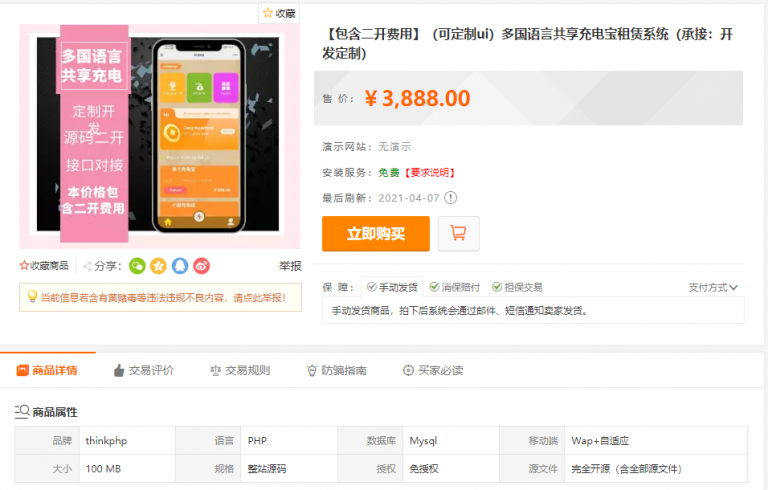 收藏
多国语言
共享充电
定制开
发
源码二开
接口对接
本价格包
含二开费用
【包含二开费用】（可定制ui）多国语言共享充电宝租赁系统（承接：开
发定制）
售 价： ¥3,888.00
演示网站： 无演示
安装服务： 免费【要求说明】
最后刷新： 2021-04-07
立即购买
收藏商品 分享： 举报
当前信息若含有黄赌毒等违法违规不良内容，请点此举报！
保 障： 手动发货 消保赔付 担保交易 支付方式
手动发货商品，拍下后系统会通过邮件、短信通知卖家发货。
商品详情 交易评价 交易规则 防骗指南 买家必读
商品属性
品牌 thinkphp 语言 PHP 数据库 Mysql 移动端 Wap+自适应
大小 100 MB 规格 整站源码 授权 免授权 源文件 完全开源（含全部源文件）